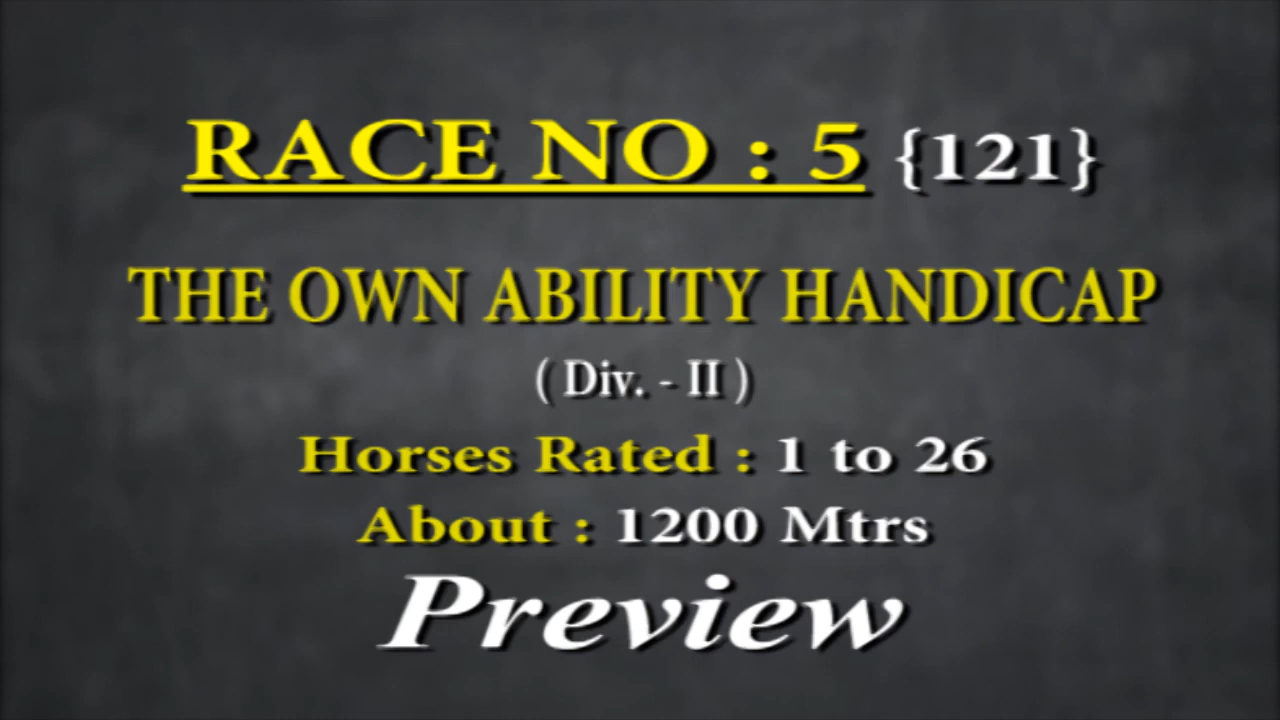 RACE NO : 5 {121}
THE OWN ABILITY HANDICAP
( Div. - II )
Horses Rated : 1 to 26
About : 1200 Mtrs
Preview